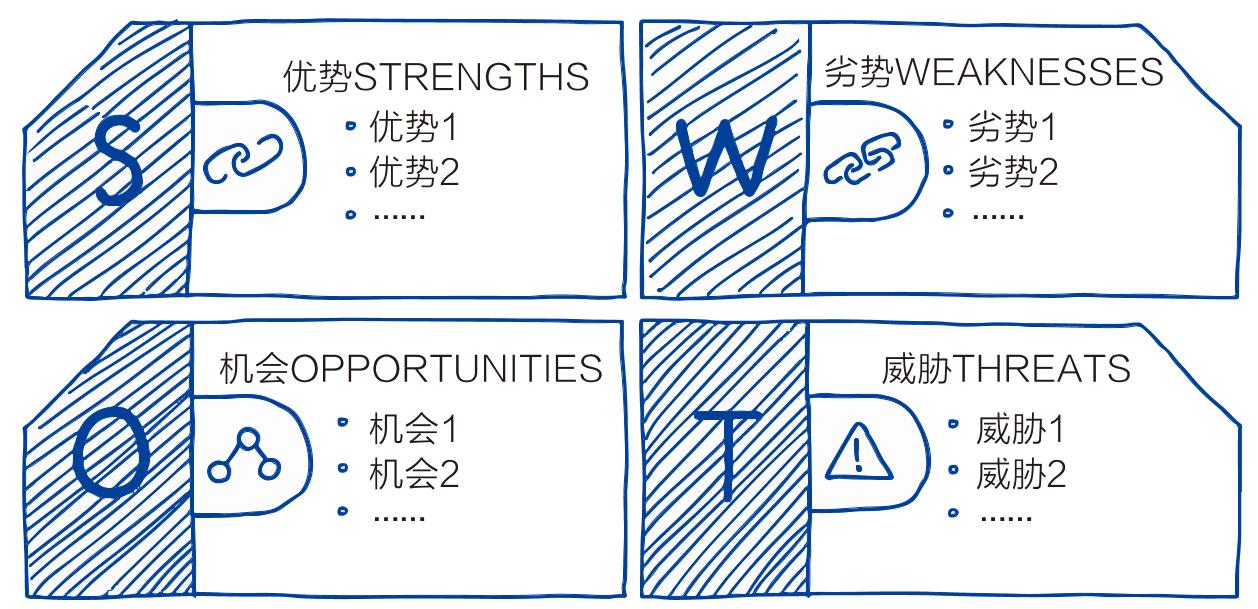 S
优势STRENGTHS
优势1
优势2
……
W
劣势WEAKNESSES
劣势1
劣势2
……
O
机会OPPORTUNITIES
机会1
机会2
……
T
威胁THREATS
威胁1
威胁2
……